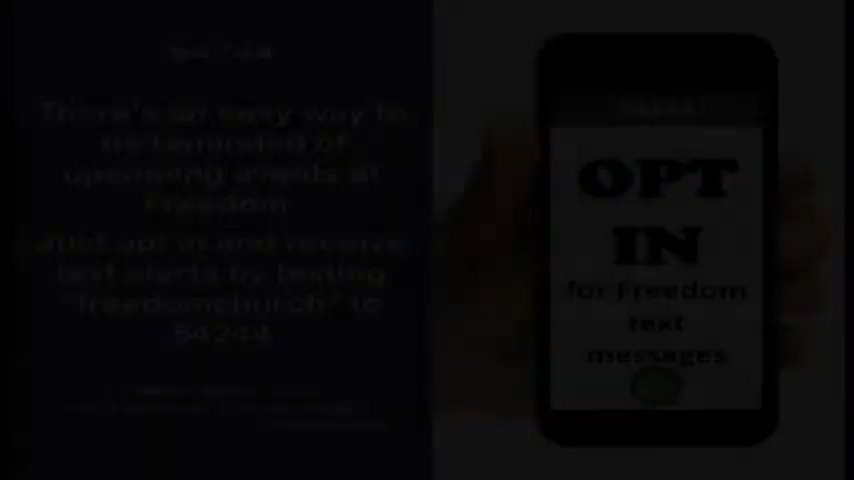 54244
There's an easy way to
be reminded of
upcoming events at
Freedom
Just opt in and receive
text alerts by texting
"freedomchurch" to
54244
OPT
IN
for Freedom
text
messages